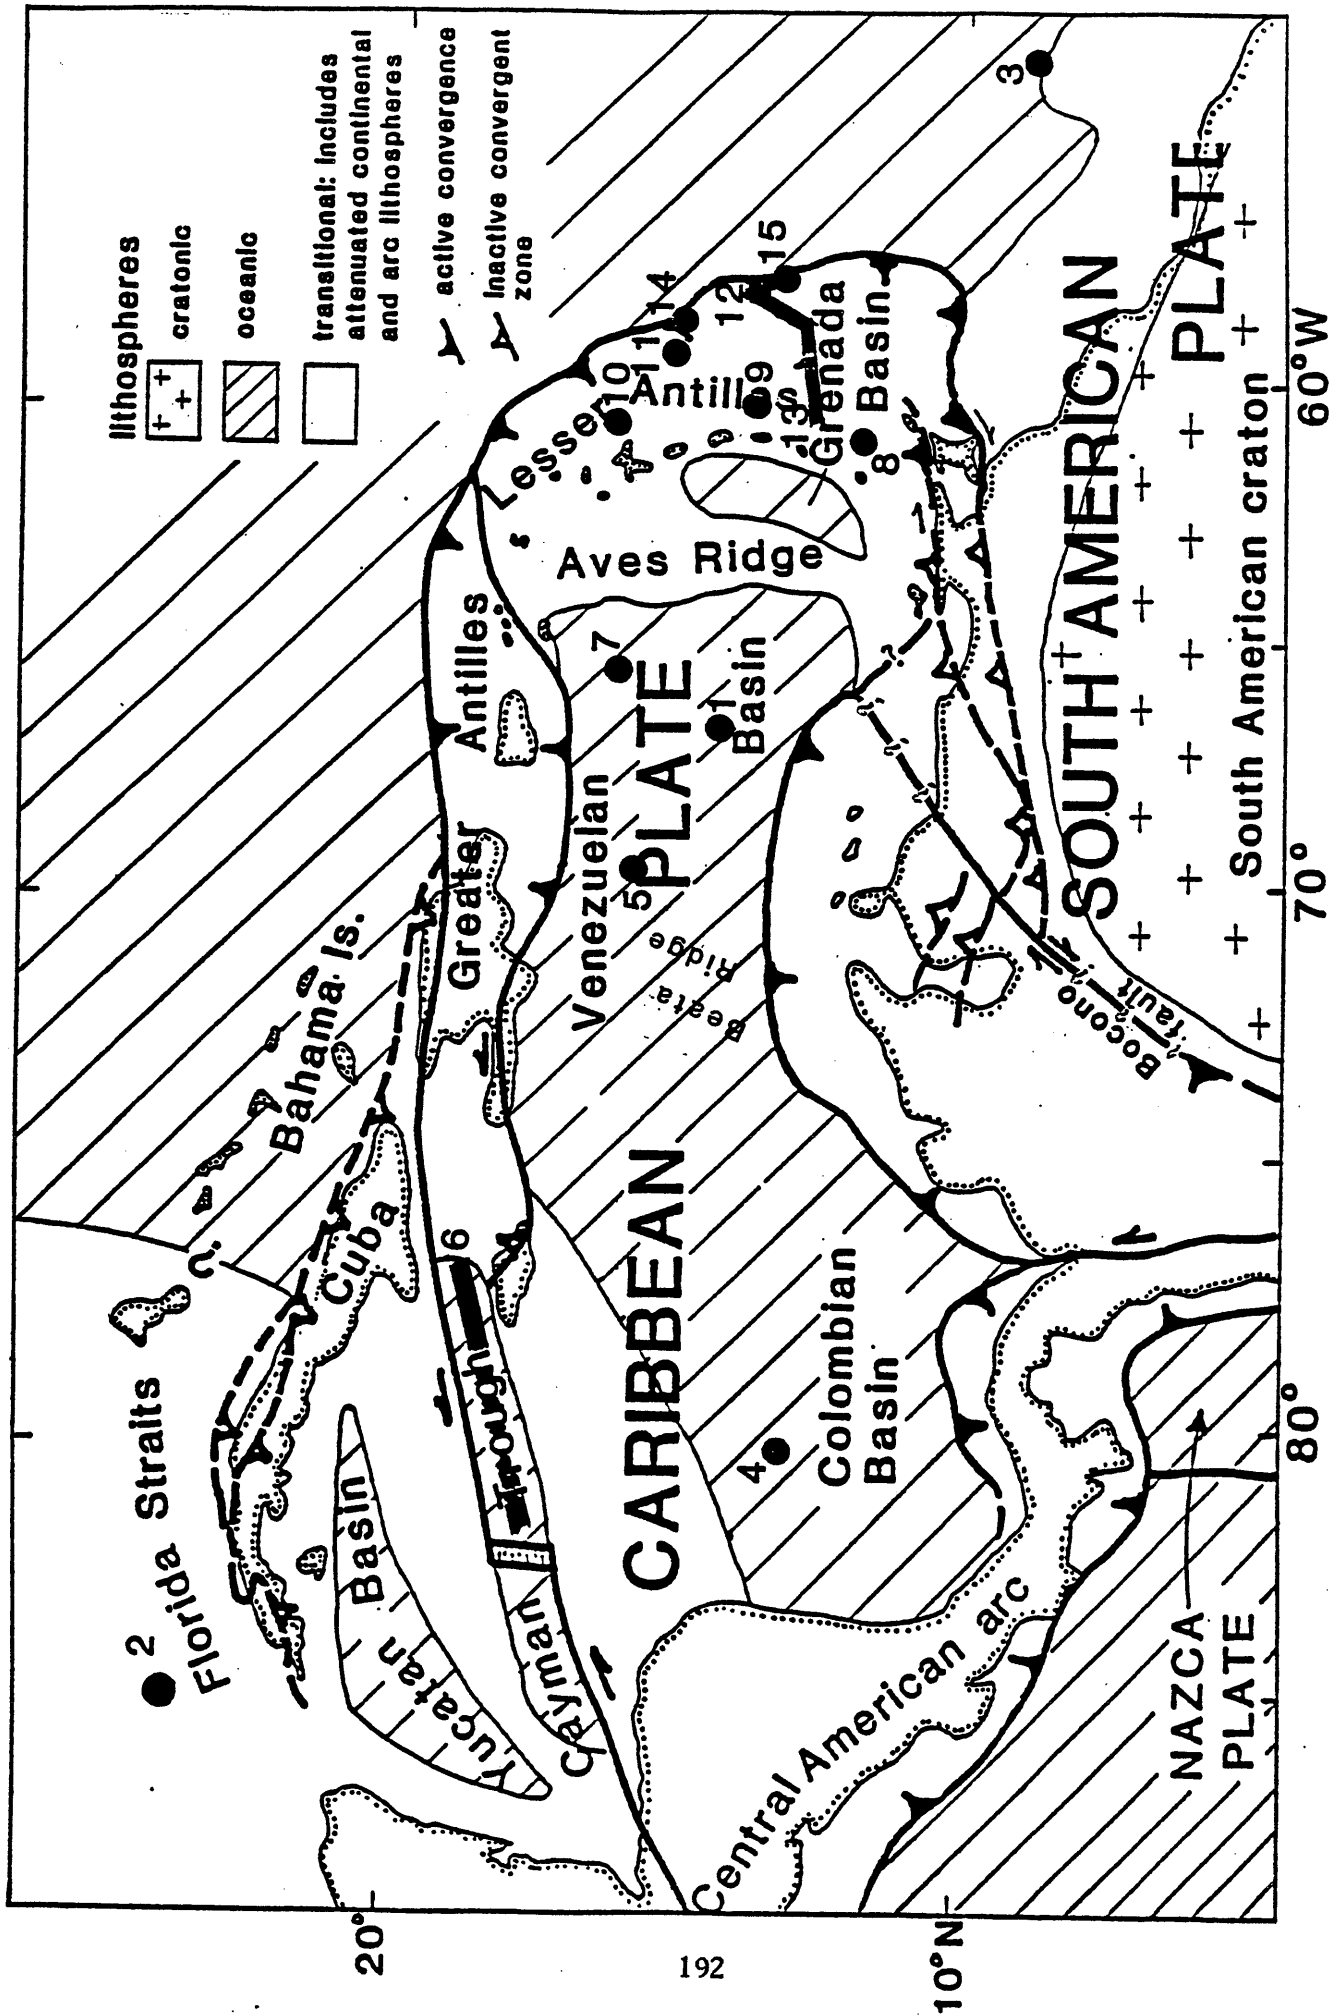 lithospheres
cratonic
oceanic
transitional: includes
attenuated continental
and arc lithospheres
active convergence
inactive convergent
zone
2
Florida Straits
Bahama Is.
?
Cuba
Yucatan
Basin
Cayman
Trough
6
Greater
Antilles
Lesser
Antilles
10
11
14
12
15
9
13
8
Grenada
Basin
Aves Ridge
Venezuelan
Basin
7
1
5
Beata
Ridge
CARIBBEAN
PLATE
4
Colombian
Basin
Central American arc
NAZCA
PLATE
Bocono
fault
SOUTH AMERICAN
PLATE
South American craton
3
20°
10°N
80°
70°
60°W
192